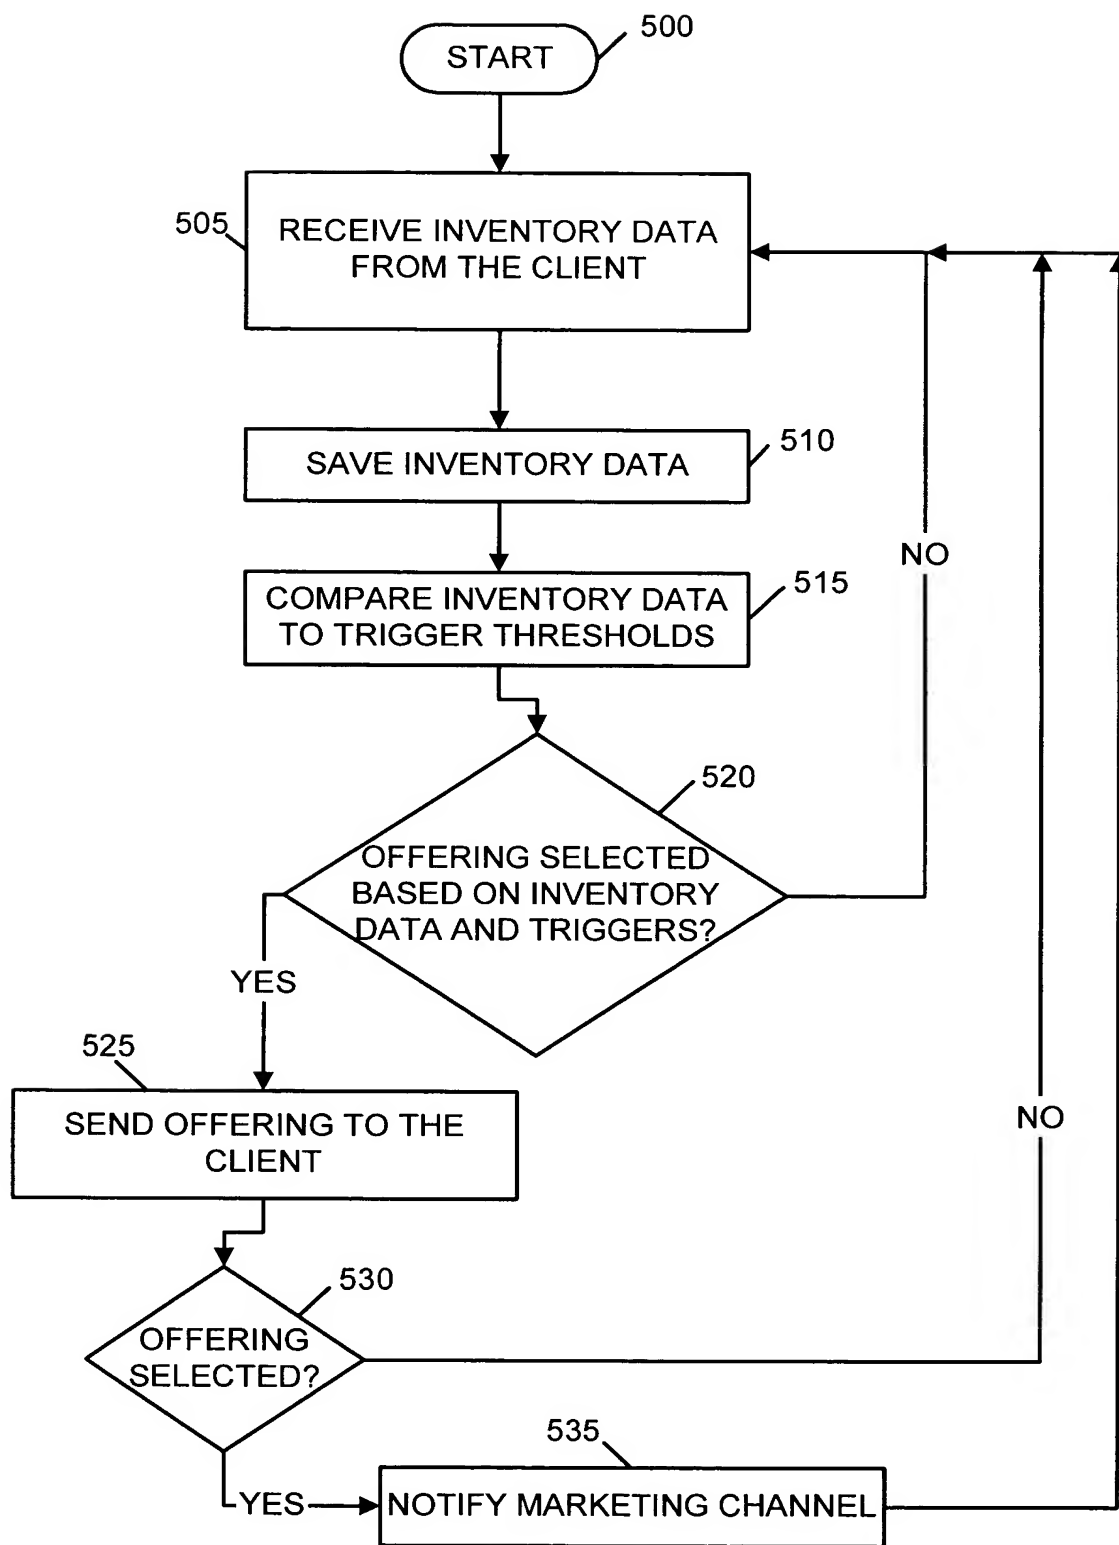 500
START
505
RECEIVE INVENTORY DATA
FROM THE CLIENT
SAVE INVENTORY DATA
510
NO
COMPARE INVENTORY DATA
TO TRIGGER THRESHOLDS
515
520
OFFERING SELECTED
BASED ON INVENTORY
DATA AND TRIGGERS?
YES
525
SEND OFFERING TO THE
CLIENT
NO
530
OFFERING
SELECTED?
535
YES
NOTIFY MARKETING CHANNEL